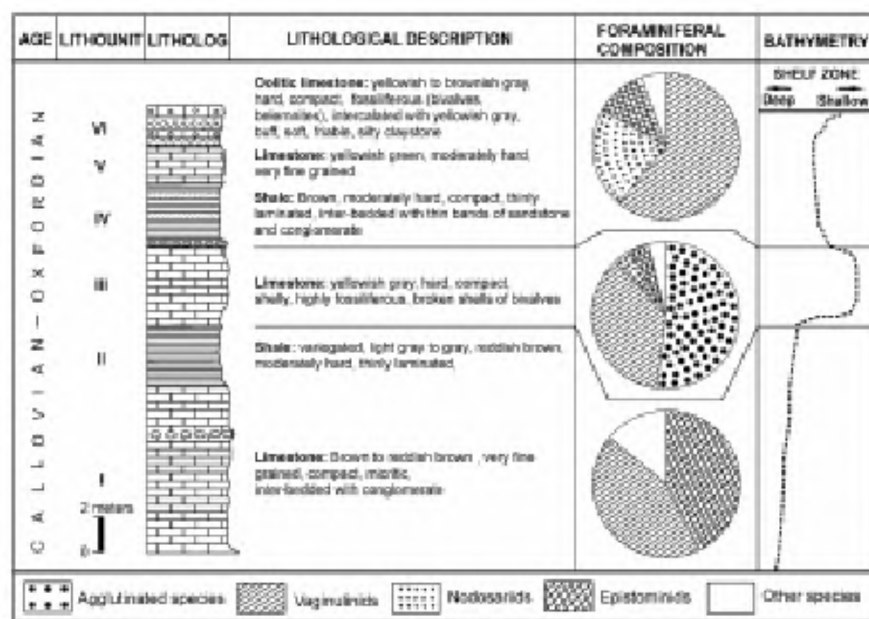 AGE LITHOUNIT LITHOLOG LITHOLOGICAL DESCRIPTION FORAMINIFERAL COMPOSITION BATHYMETRY
SHELF ZONE
Deep Shallow
CALLOVIAN – OXFORDIAN
VI
Oolitic limestone: yellowish to brownish gray,
hard, compact, fossiliferous (bivalves,
belemnites), intercalated with yellowish gray,
buff, soft, friable, silty claystone
V
Limestone: yellowish green, moderately hard,
very fine grained
IV
Shale: Brown, moderately hard, compact, thinly
laminated, inter-bedded with thin bands of sandstone
and conglomerate
III
Limestone: yellowish gray, hard, compact,
shelly, highly fossiliferous, broken shells of bivalves
II
Shale: variegated, light gray to gray, reddish brown,
moderately hard, thinly laminated,
I
Limestone: Brown to reddish brown , very fine
grained, compact, micritic,
inter-bedded with conglomerate
2 meters
0
Agglutinated species Vaginulinids Nodosariids Epistominids Other species